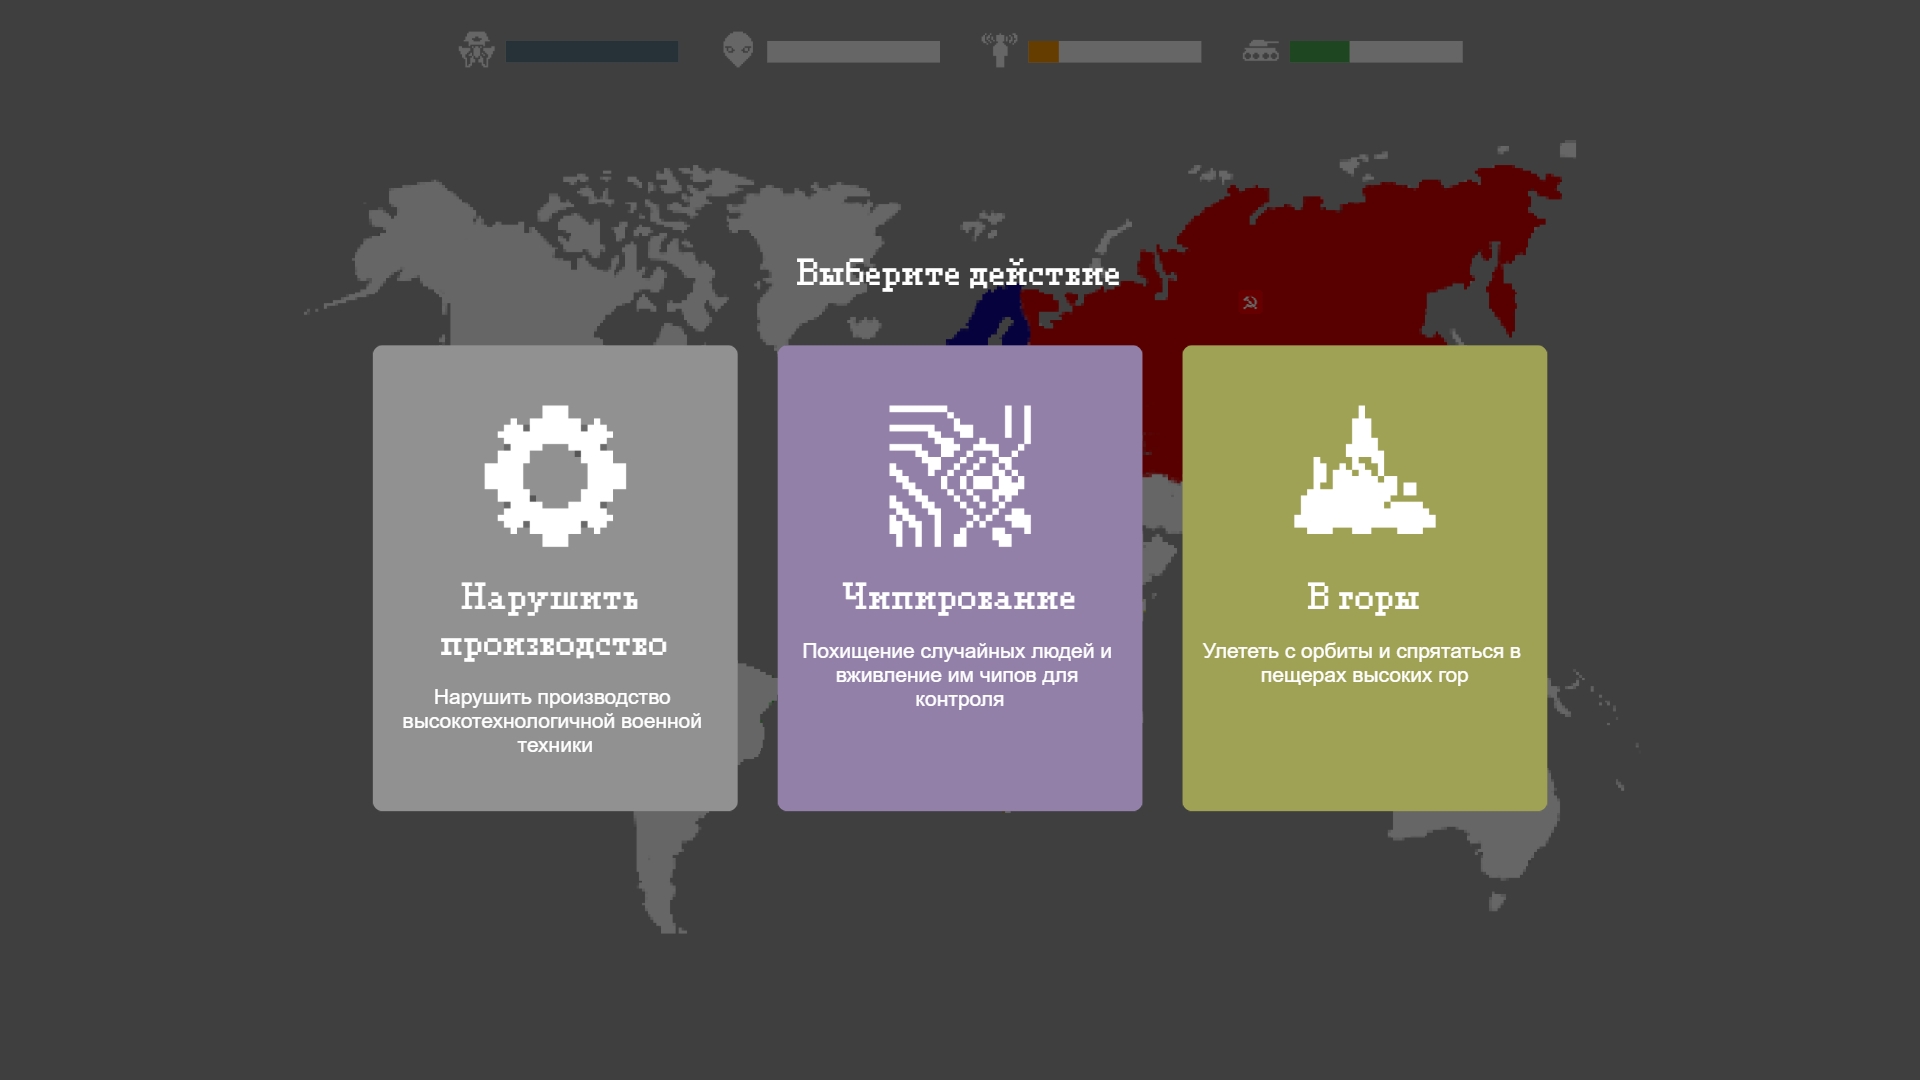 Выберите действие
Нарушить
производство
Нарушить производство
высокотехнологичной военной
техники
Чипирование
Похищение случайных людей и
вживление им чипов для
контроля
В горы
Улететь с орбиты и спрятаться в
пещерах высоких гор